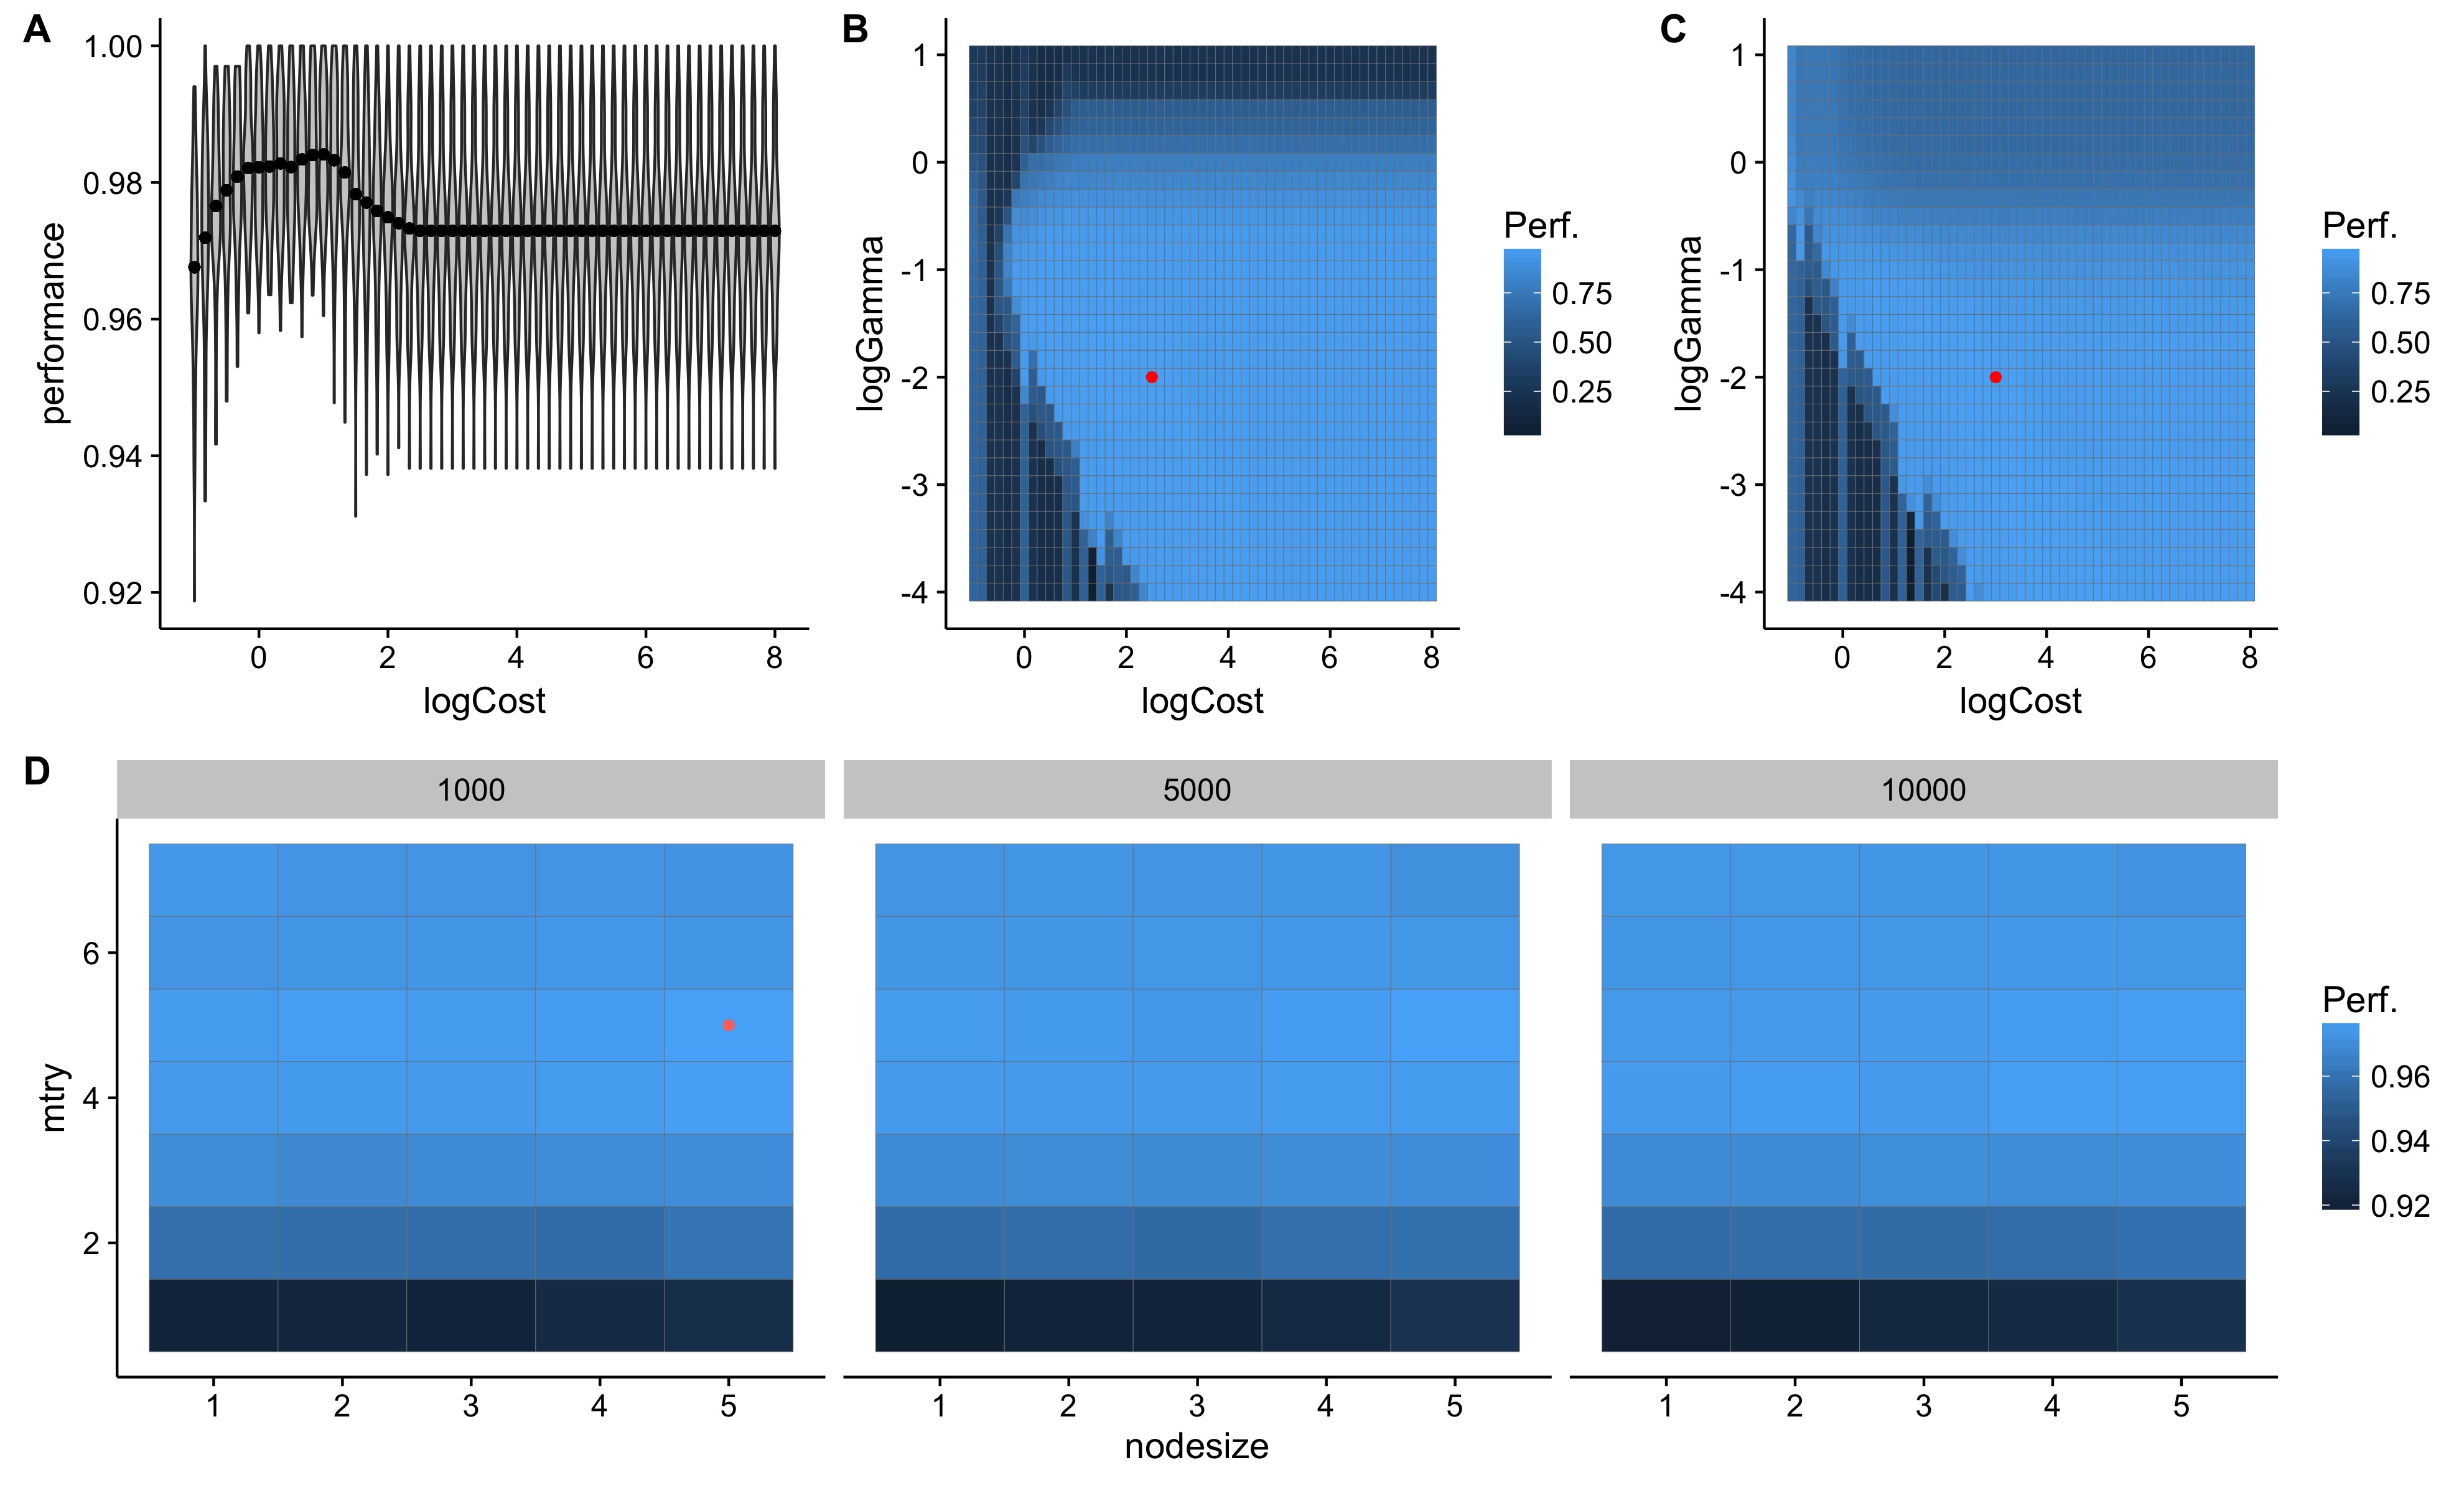 A
1.00
0.98
0.96
0.94
0.92
performance
0 2 4 6 8
logCost
B
1
0
-1
-2
-3
-4
logGamma
0 2 4 6 8
logCost
Perf.
0.75
0.50
0.25
C
1
0
-1
-2
-3
-4
logGamma
0 2 4 6 8
logCost
Perf.
0.75
0.50
0.25
D
1000 5000 10000
6
4
2
mtry
1 2 3 4 5 1 2 3 4 5 1 2 3 4 5
nodesize
Perf.
0.96
0.94
0.92